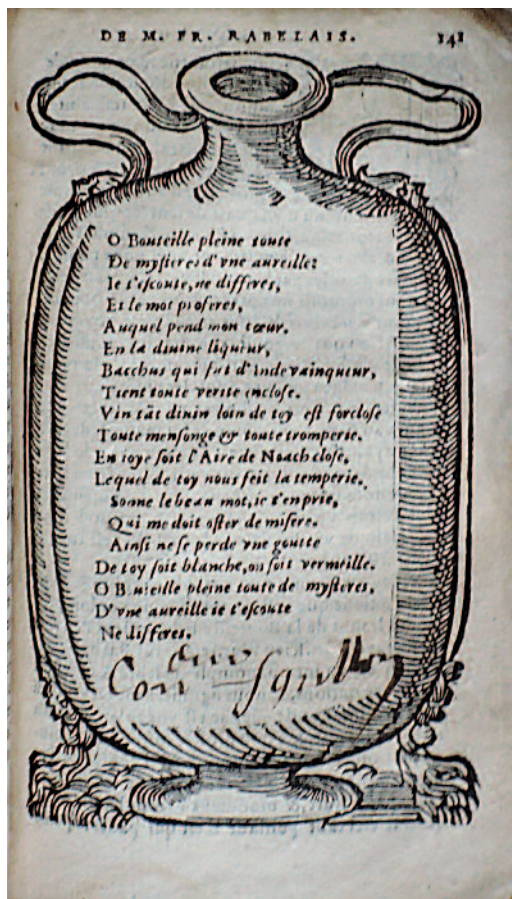 DE M. FR. RABELAIS. 141
O Bouteille pleine toute
De mysteres d'vne aureille:
Ie t'escoute, ne differes,
Et le mot proferes,
Auquel pend mon cœur.
En la diuine liqueur,
Bacchus qui fut d'Inde vainqueur,
Tient toute verité enclose.
Vin tāt diuin loin de toy est forclose
Toute mensonge & toute tromperie.
En ioye soit l'Aire de Noach close,
Lequel de toy nous feit la temperie.
Sonne le beau mot, ie t'en prie,
Qui me doit oster de misere.
Ainsi ne se perde vne goutte
De toy soit blanche, ou soit vermeille.
O Bouteille pleine toute de mysteres,
D'vne aureille ie t'escoute
Ne differes.